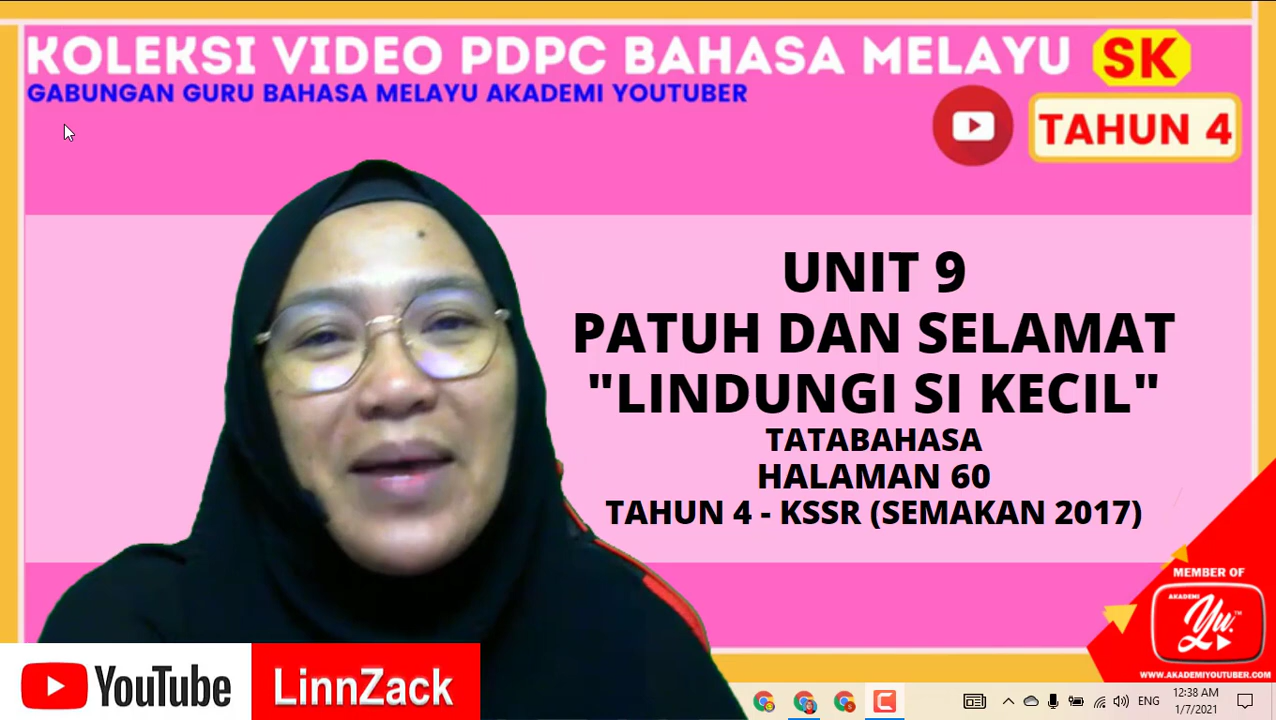 KOLEKSI VIDEO PDPC BAHASA MELAYU SK
GABUNGAN GURU BAHASA MELAYU AKADEMI YOUTUBER
TAHUN 4
UNIT 9
PATUH DAN SELAMAT
"LINDUNGI SI KECIL"
TATABAHASA
HALAMAN 60
TAHUN 4 - KSSR (SEMAKAN 2017)
MEMBER OF
AKADEMI
Yu.™
WWW.AKADEMIYOUTUBER.COM
YouTube LinnZack
ENG
12:38 AM
1/7/2021